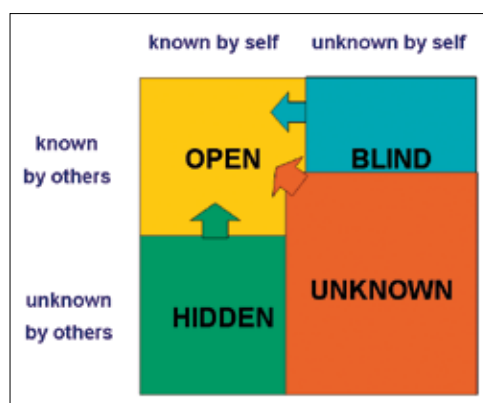 known by self unknown by self
known
by others
OPEN BLIND
unknown
by others
HIDDEN UNKNOWN